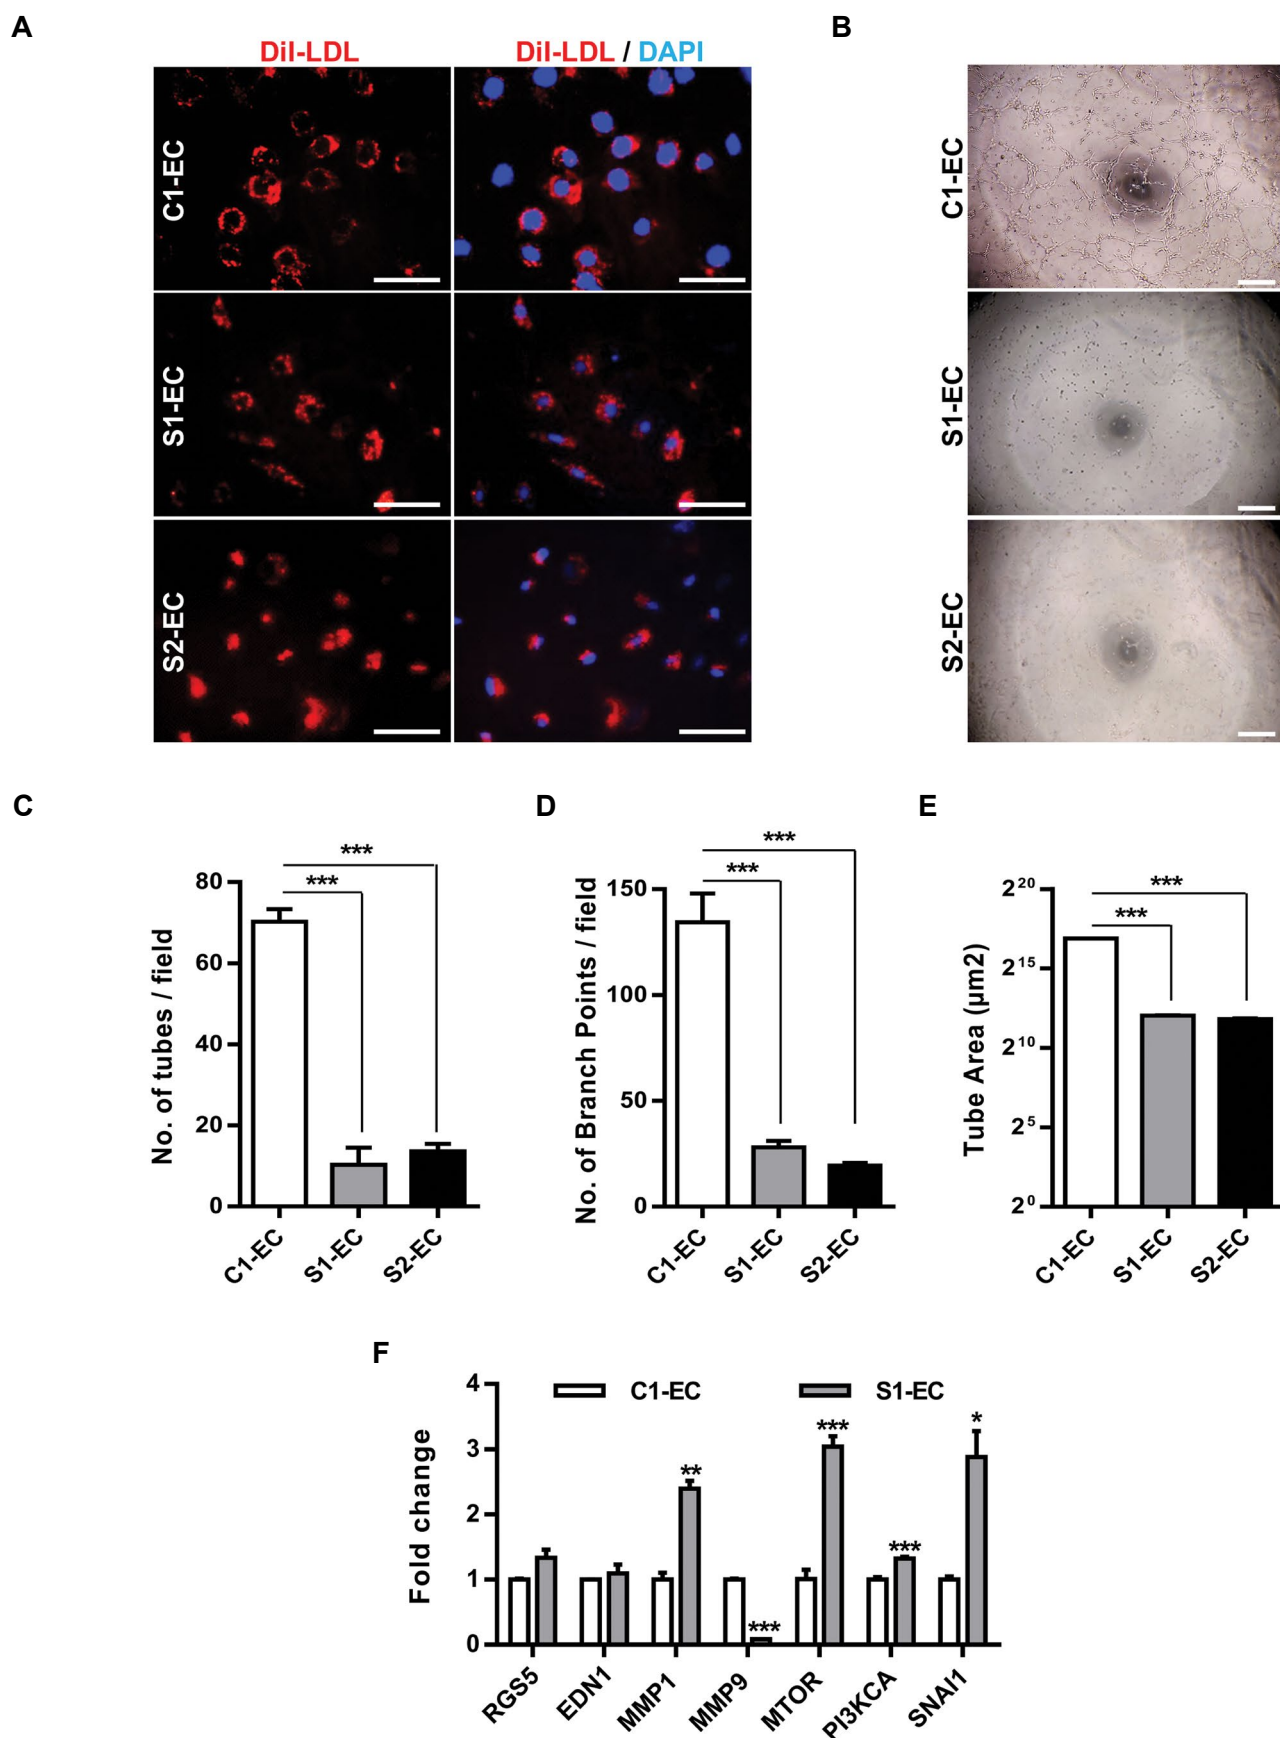 A
B
DiI-LDL
DiI-LDL / DAPI
C1-EC
S1-EC
S2-EC
C1-EC
S1-EC
S2-EC
C
D
E
No. of tubes / field
80
60
40
20
0
***
***
C1-EC
S1-EC
S2-EC
No. of Branch Points / field
150
100
50
0
***
***
C1-EC
S1-EC
S2-EC
Tube Area (µm2)
2²⁰
2¹⁵
2¹⁰
2⁵
2⁰
***
***
C1-EC
S1-EC
S2-EC
F
C1-EC
S1-EC
Fold change
4
3
2
1
0
**
***
***
***
*
RGS5
EDN1
MMP1
MMP9
MTOR
PI3KCA
SNAI1